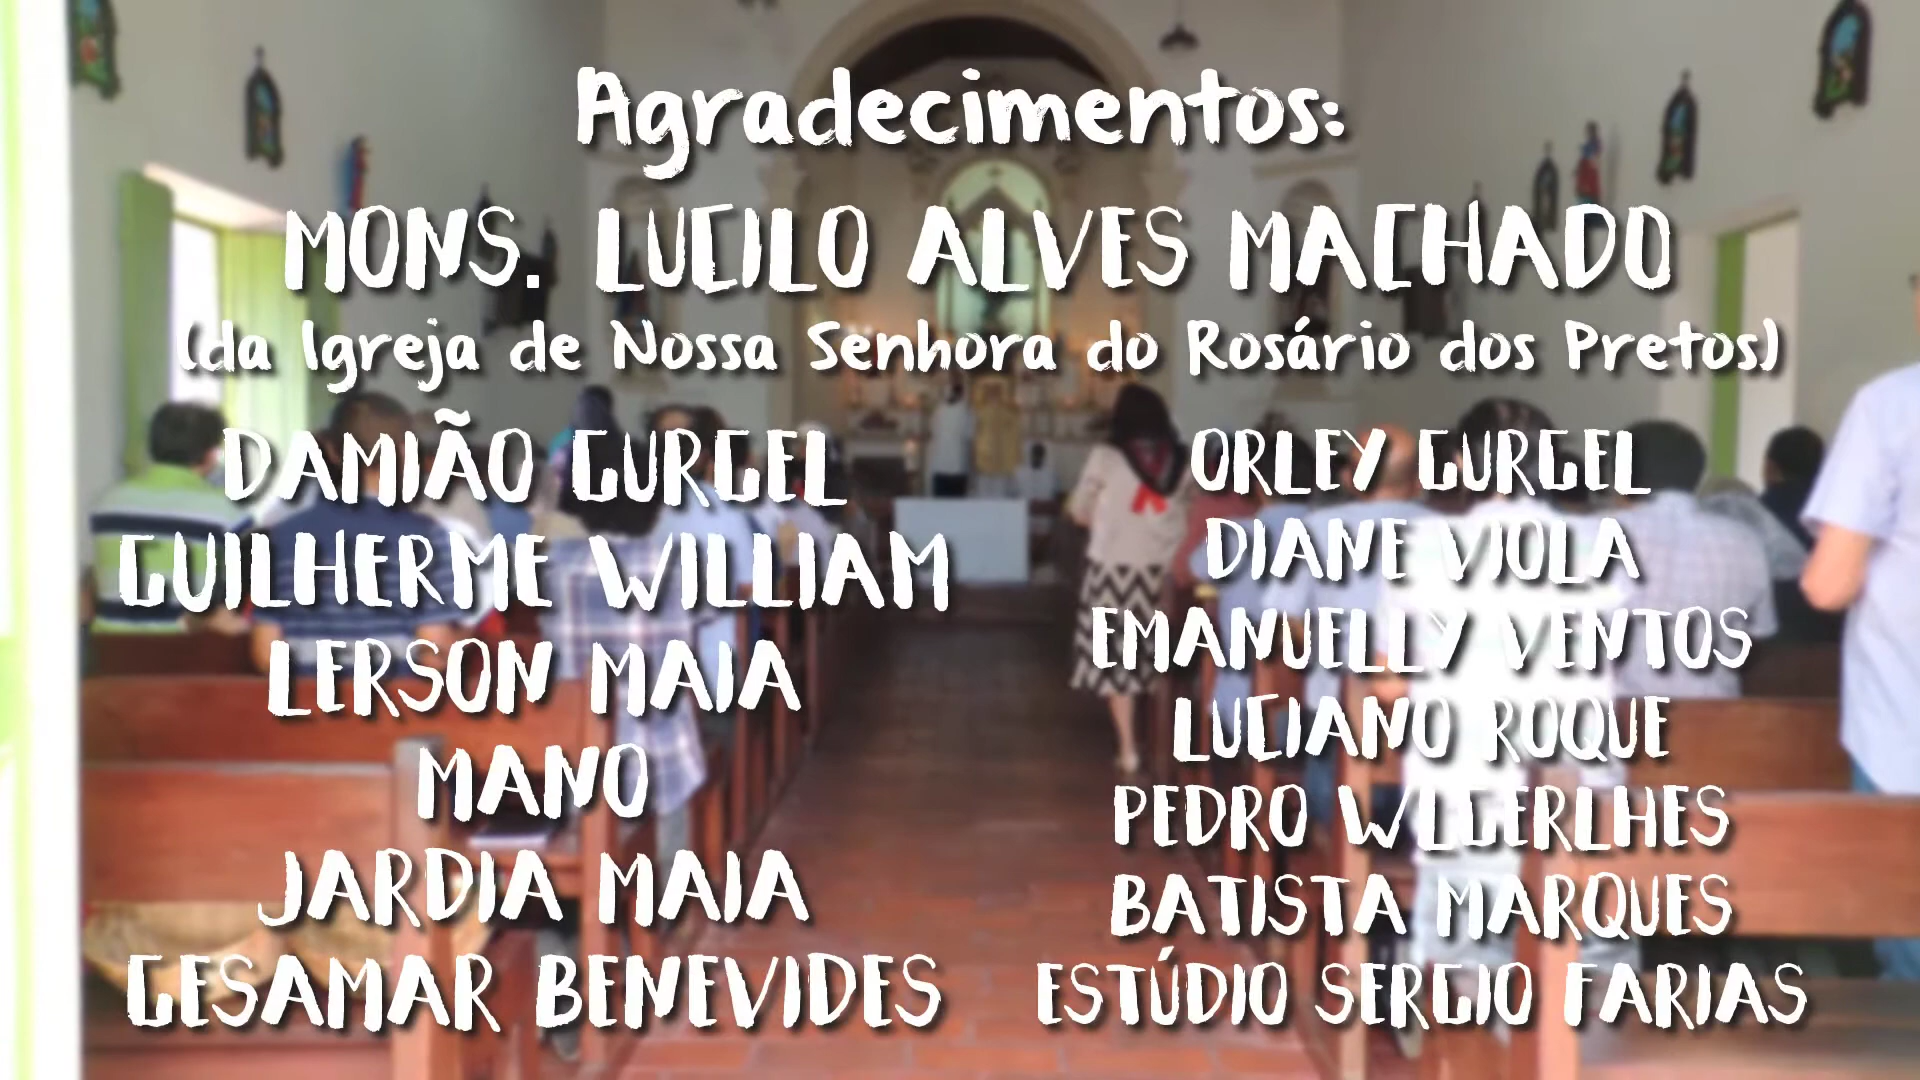 Agradecimentos:
MONS. LUCILO ALVES MACHADO
(da Igreja de Nossa Senhora do Rosário dos Pretos)
DAMIÃO GURGEL
GUILHERME WILLIAM
LERSON MAIA
MANO
JARDIA MAIA
GESAMAR BENEVIDES
ORLEY GURGEL
DIANE VIOLA
EMANUELLY VENTOS
LUCIANO ROQUE
PEDRO WLGERLHES
BATISTA MARQUES
ESTÚDIO SERGIO FARIAS